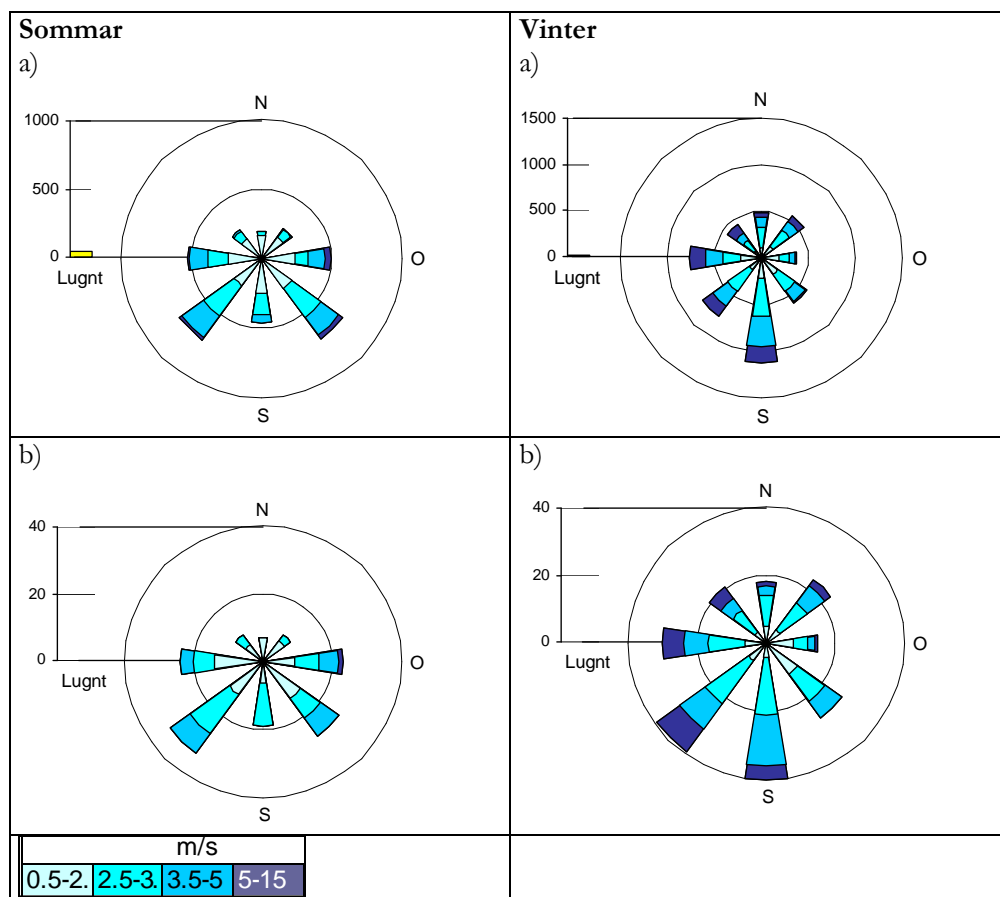 Sommar
a)
N
1000
500
0
Lugnt
O
S
Vinter
a)
N
1500
1000
500
0
Lugnt
O
S
b)
N
40
20
0
Lugnt
O
S
b)
N
40
20
0
Lugnt
O
S
m/s
0.5-2. 2.5-3. 3.5-5 5-15